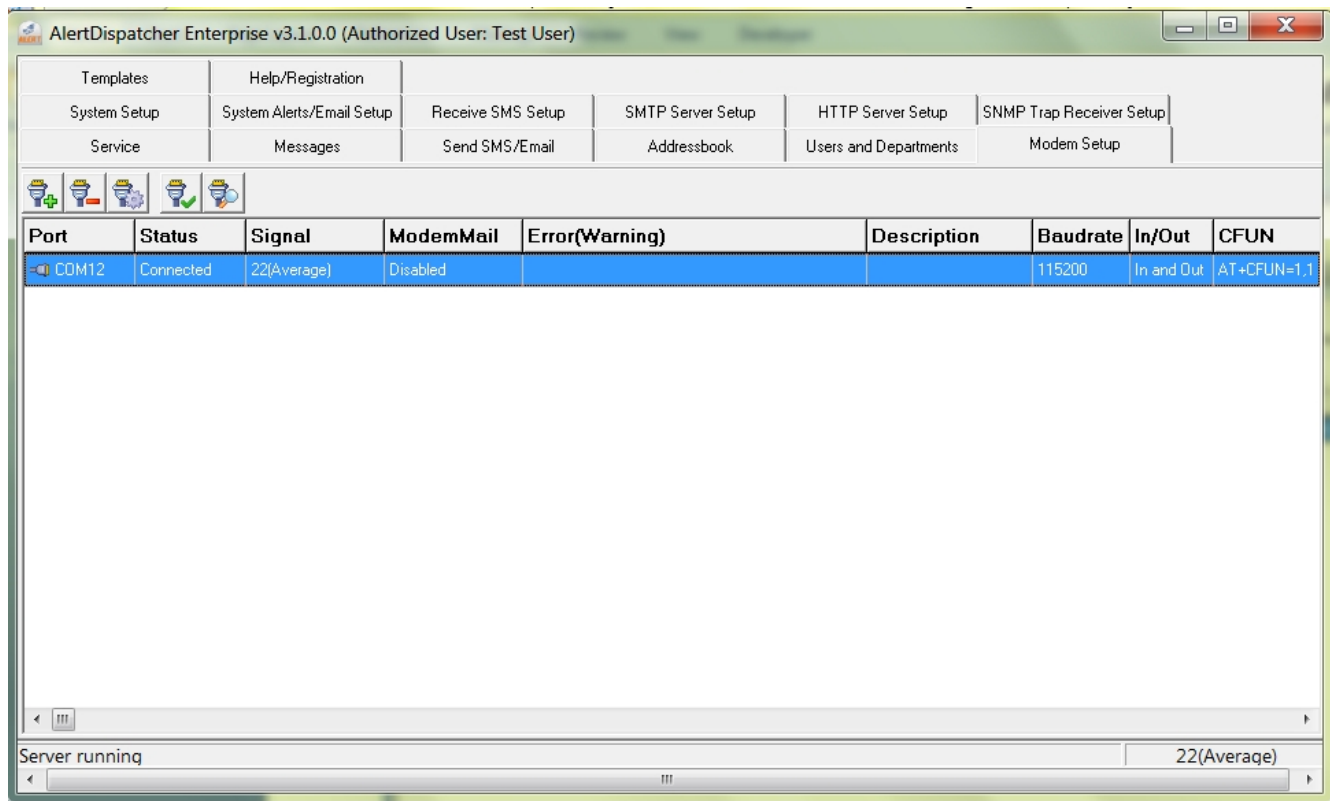 AlertDispatcher Enterprise v3.1.0.0 (Authorized User: Test User)
Templates Help/Registration
System Setup System Alerts/Email Setup Receive SMS Setup SMTP Server Setup HTTP Server Setup SNMP Trap Receiver Setup
Service Messages Send SMS/Email Addressbook Users and Departments Modem Setup
Port Status Signal ModemMail Error(Warning) Description Baudrate In/Out CFUN
COM12 Connected 22(Average) Disabled 115200 In and Out AT+CFUN=1,1
Server running 22(Average)